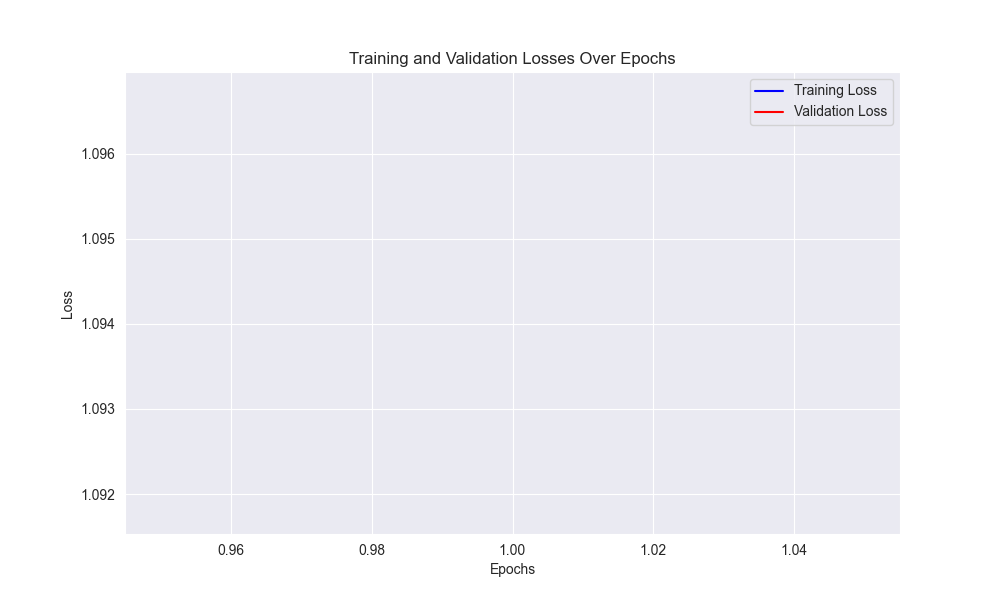 Training and Validation Losses Over Epochs
Training Loss
Validation Loss
1.096
1.095
1.094
1.093
1.092
Loss
0.96 0.98 1.00 1.02 1.04
Epochs